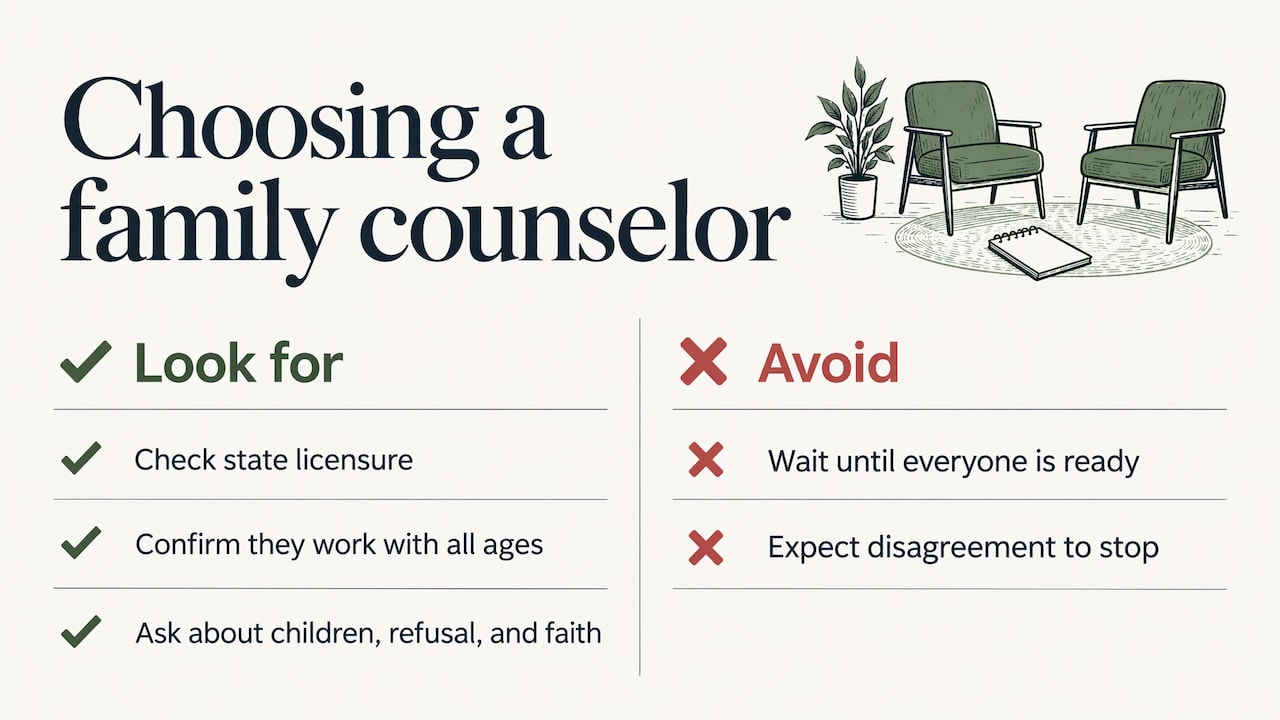 Choosing a
family counselor
Look for
Check state licensure
Confirm they work with all ages
Ask about children, refusal, and faith
Avoid
Wait until everyone is ready
Expect disagreement to stop